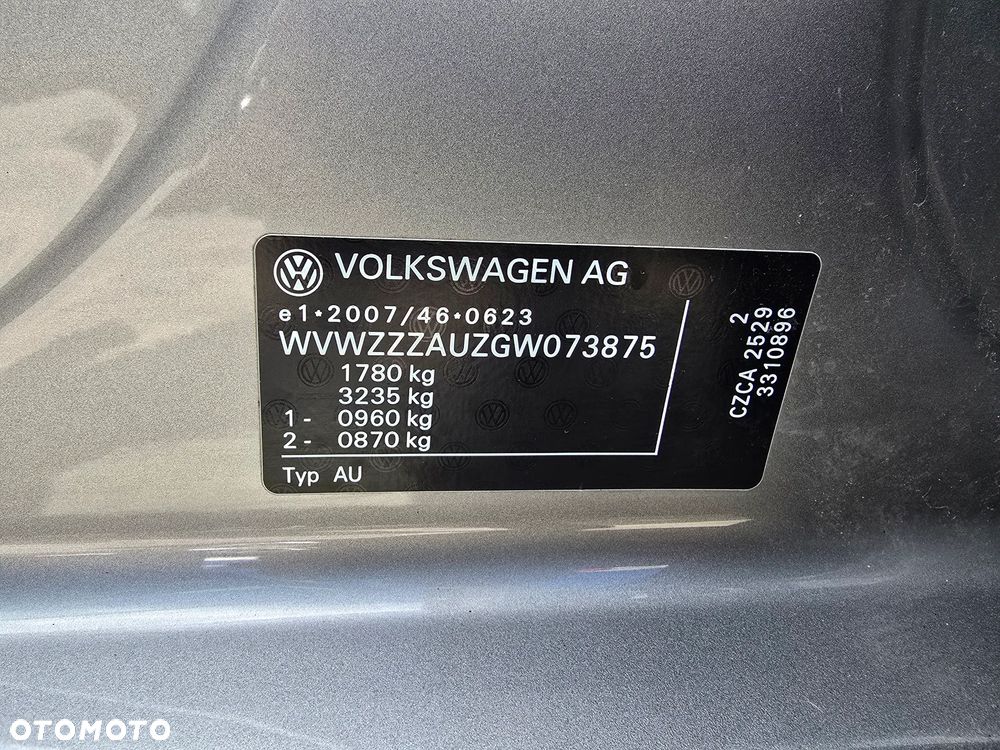 VOLKSWAGEN AG
e1*2007/46*0623
WVWZZZAUZGW073875
1780 kg
3235 kg
1- 0960 kg
2- 0870 kg
Typ AU
2
CZCA 2529
3310896
OTOMOTO